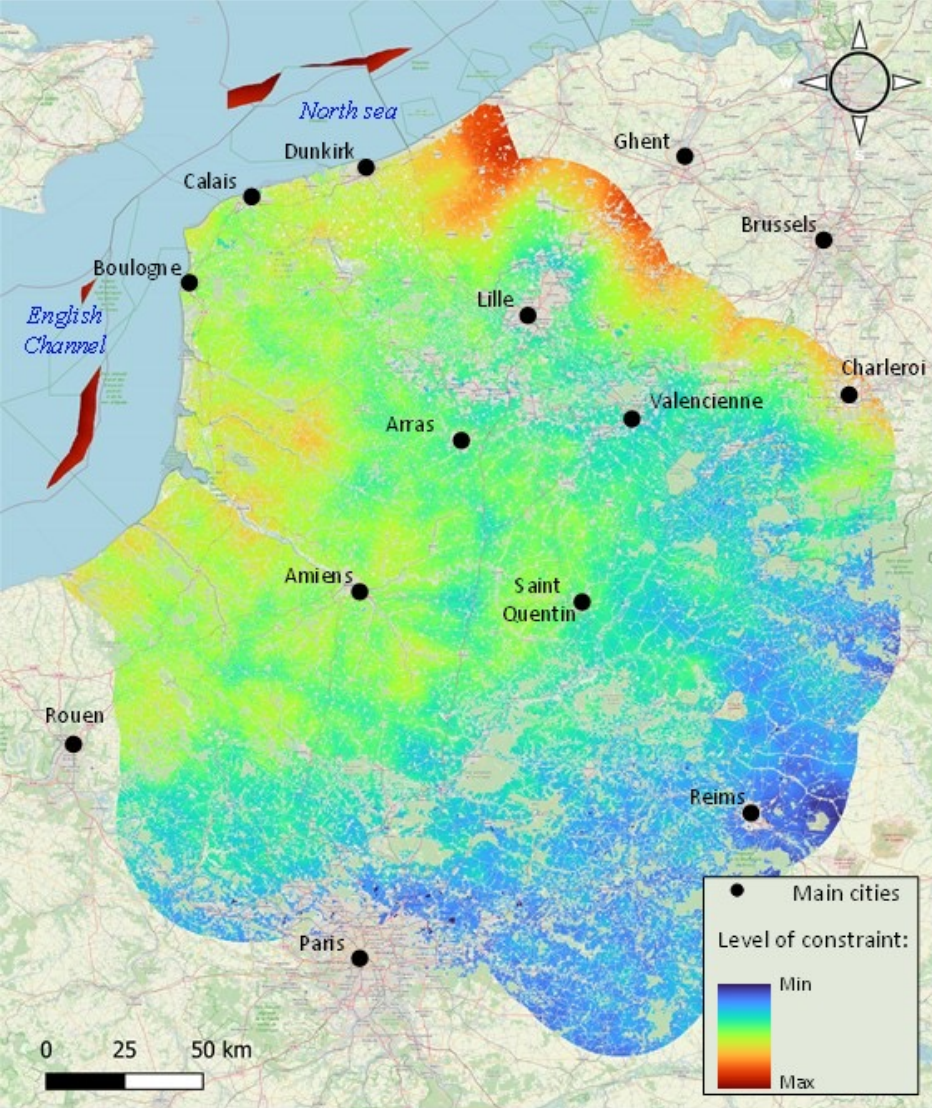 North sea
Ghent
Dunkirk
Calais
Brussels
Boulogne
Lille
English
Channel
Charleroi
Valencienne
Arras
Amiens
Saint
Quentin
Rouen
Reims
Paris
Main cities
Level of constraint:
Min
Max
0 25 50 km